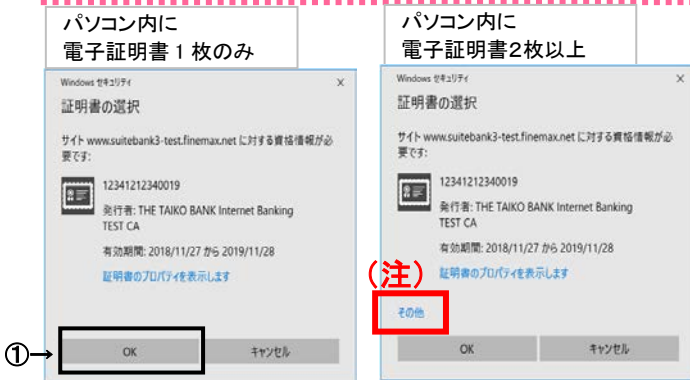 パソコン内に
電子証明書1枚のみ
Windows セキュリティ
×
証明書の選択
サイト www.suitebank3-test.finemax.net に対する資格情報が必
要です:
12341212340019
発行者: THE TAIKO BANK Internet Banking
TEST CA
有効期間: 2018/11/27 から 2019/11/28
証明書のプロパティを表示します
①→
OK
キャンセル
パソコン内に
電子証明書2枚以上
Windows セキュリティ
×
証明書の選択
サイト www.suitebank3-test.finemax.net に対する資格情報が必
要です:
12341212340019
発行者: THE TAIKO BANK Internet Banking
TEST CA
有効期間: 2018/11/27 から 2019/11/28
(注)
証明書のプロパティを表示します
その他
OK
キャンセル